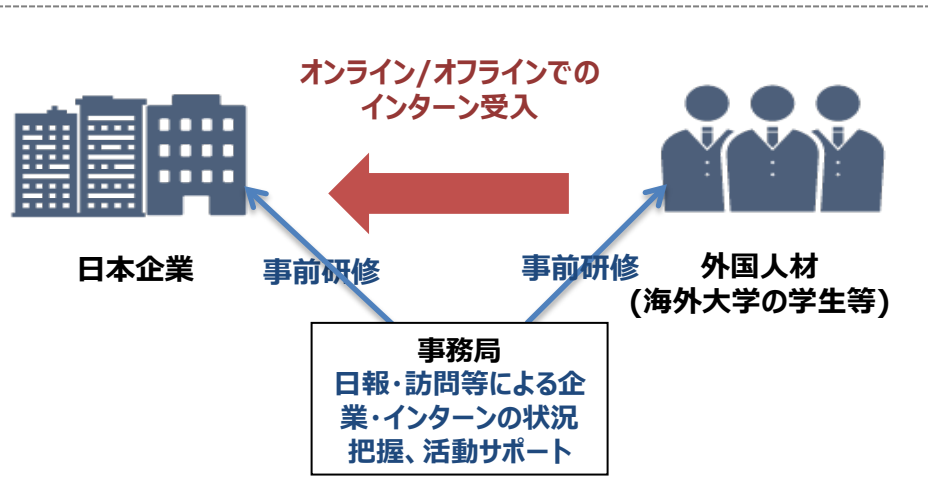 オンライン/オフラインでの
インターン受入
日本企業
事前研修
事前研修
外国人材
(海外大学の学生等)
事務局
日報・訪問等による企
業・インターンの状況
把握、活動サポート